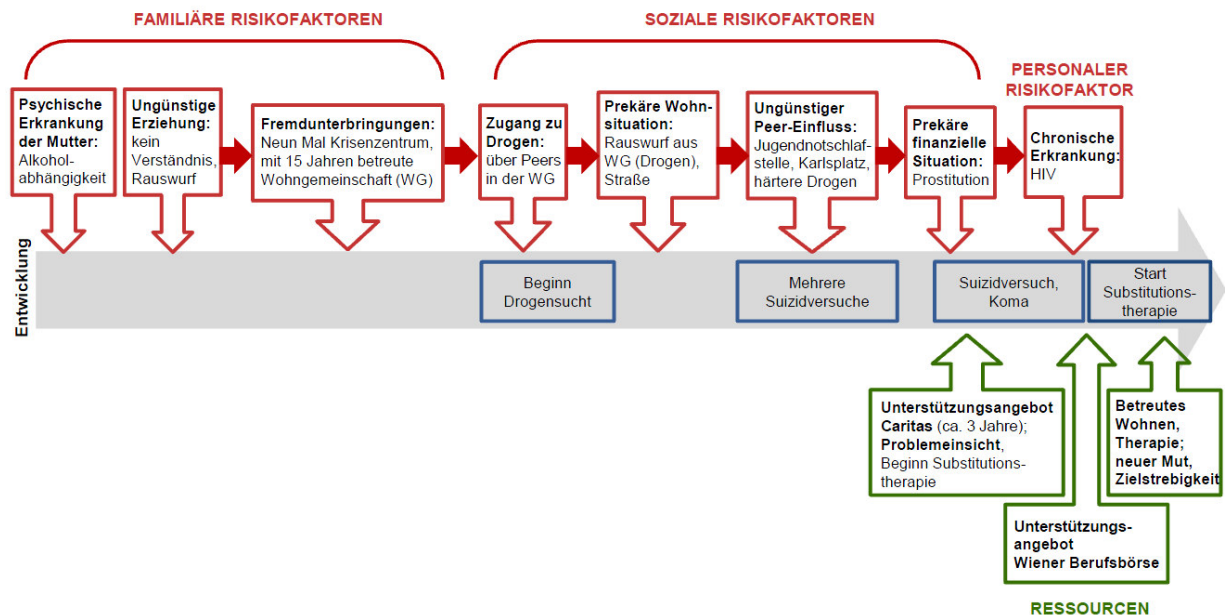 FAMILIÄRE RISIKOFAKTOREN
SOZIALE RISIKOFAKTOREN
PERSONALER
RISIKOFAKTOR
Psychische
Erkrankung
der Mutter:
Alkohol-
abhängigkeit
Ungünstige
Erziehung:
kein
Verständnis,
Rauswurf
Fremdunterbringungen:
Neun Mal Krisenzentrum,
mit 15 Jahren betreute
Wohngemeinschaft (WG)
Zugang zu
Drogen:
über Peers
in der WG
Prekäre Wohn-
situation:
Rauswurf aus
WG (Drogen),
Straße
Ungünstiger
Peer-Einfluss:
Jugendnotschlaf-
stelle, Karlsplatz,
härtere Drogen
Prekäre
finanzielle
Situation:
Prostitution
Chronische
Erkrankung:
HIV
Entwicklung
Beginn
Drogensucht
Mehrere
Suizidversuche
Suizidversuch,
Koma
Start
Substitutions-
therapie
Unterstützungsangebot
Caritas (ca. 3 Jahre);
Problemeinsicht,
Beginn Substitutions-
therapie
Unterstützungs-
angebot
Wiener Berufsbörse
Betreutes
Wohnen,
Therapie;
neuer Mut,
Zielstrebigkeit
RESSOURCEN